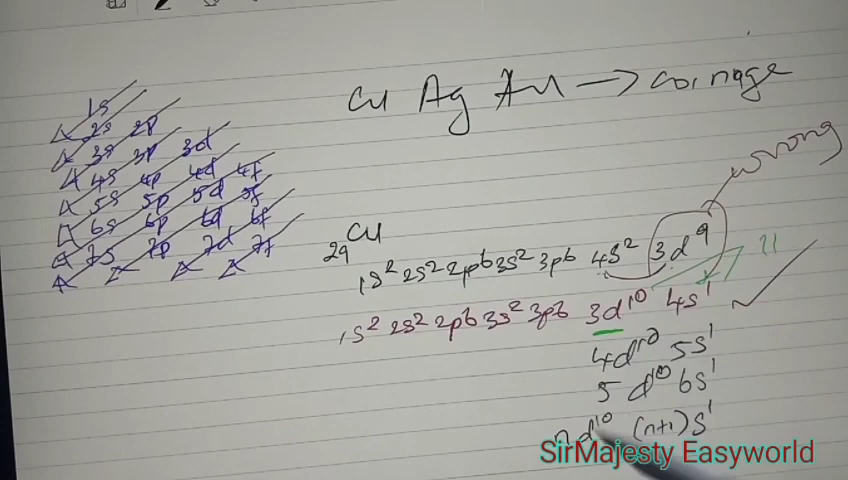 Cu Ag Au → coinage
1s
2s 2p
3s 3p 3d
4s 4p 4d 4f
5s 5p 5d 5f
6s 6p 6d 6f
7s 7p 7d 7f
wrong
₂₉Cu
1s² 2s² 2p⁶ 3s² 3p⁶ 4s² 3d⁹
11
1s² 2s² 2p⁶ 3s² 3p⁶ 3d¹⁰ 4s¹
4d¹⁰ 5s¹
5d¹⁰ 6s¹
nd¹⁰ (n+1)s¹
SirMajesty Easyworld